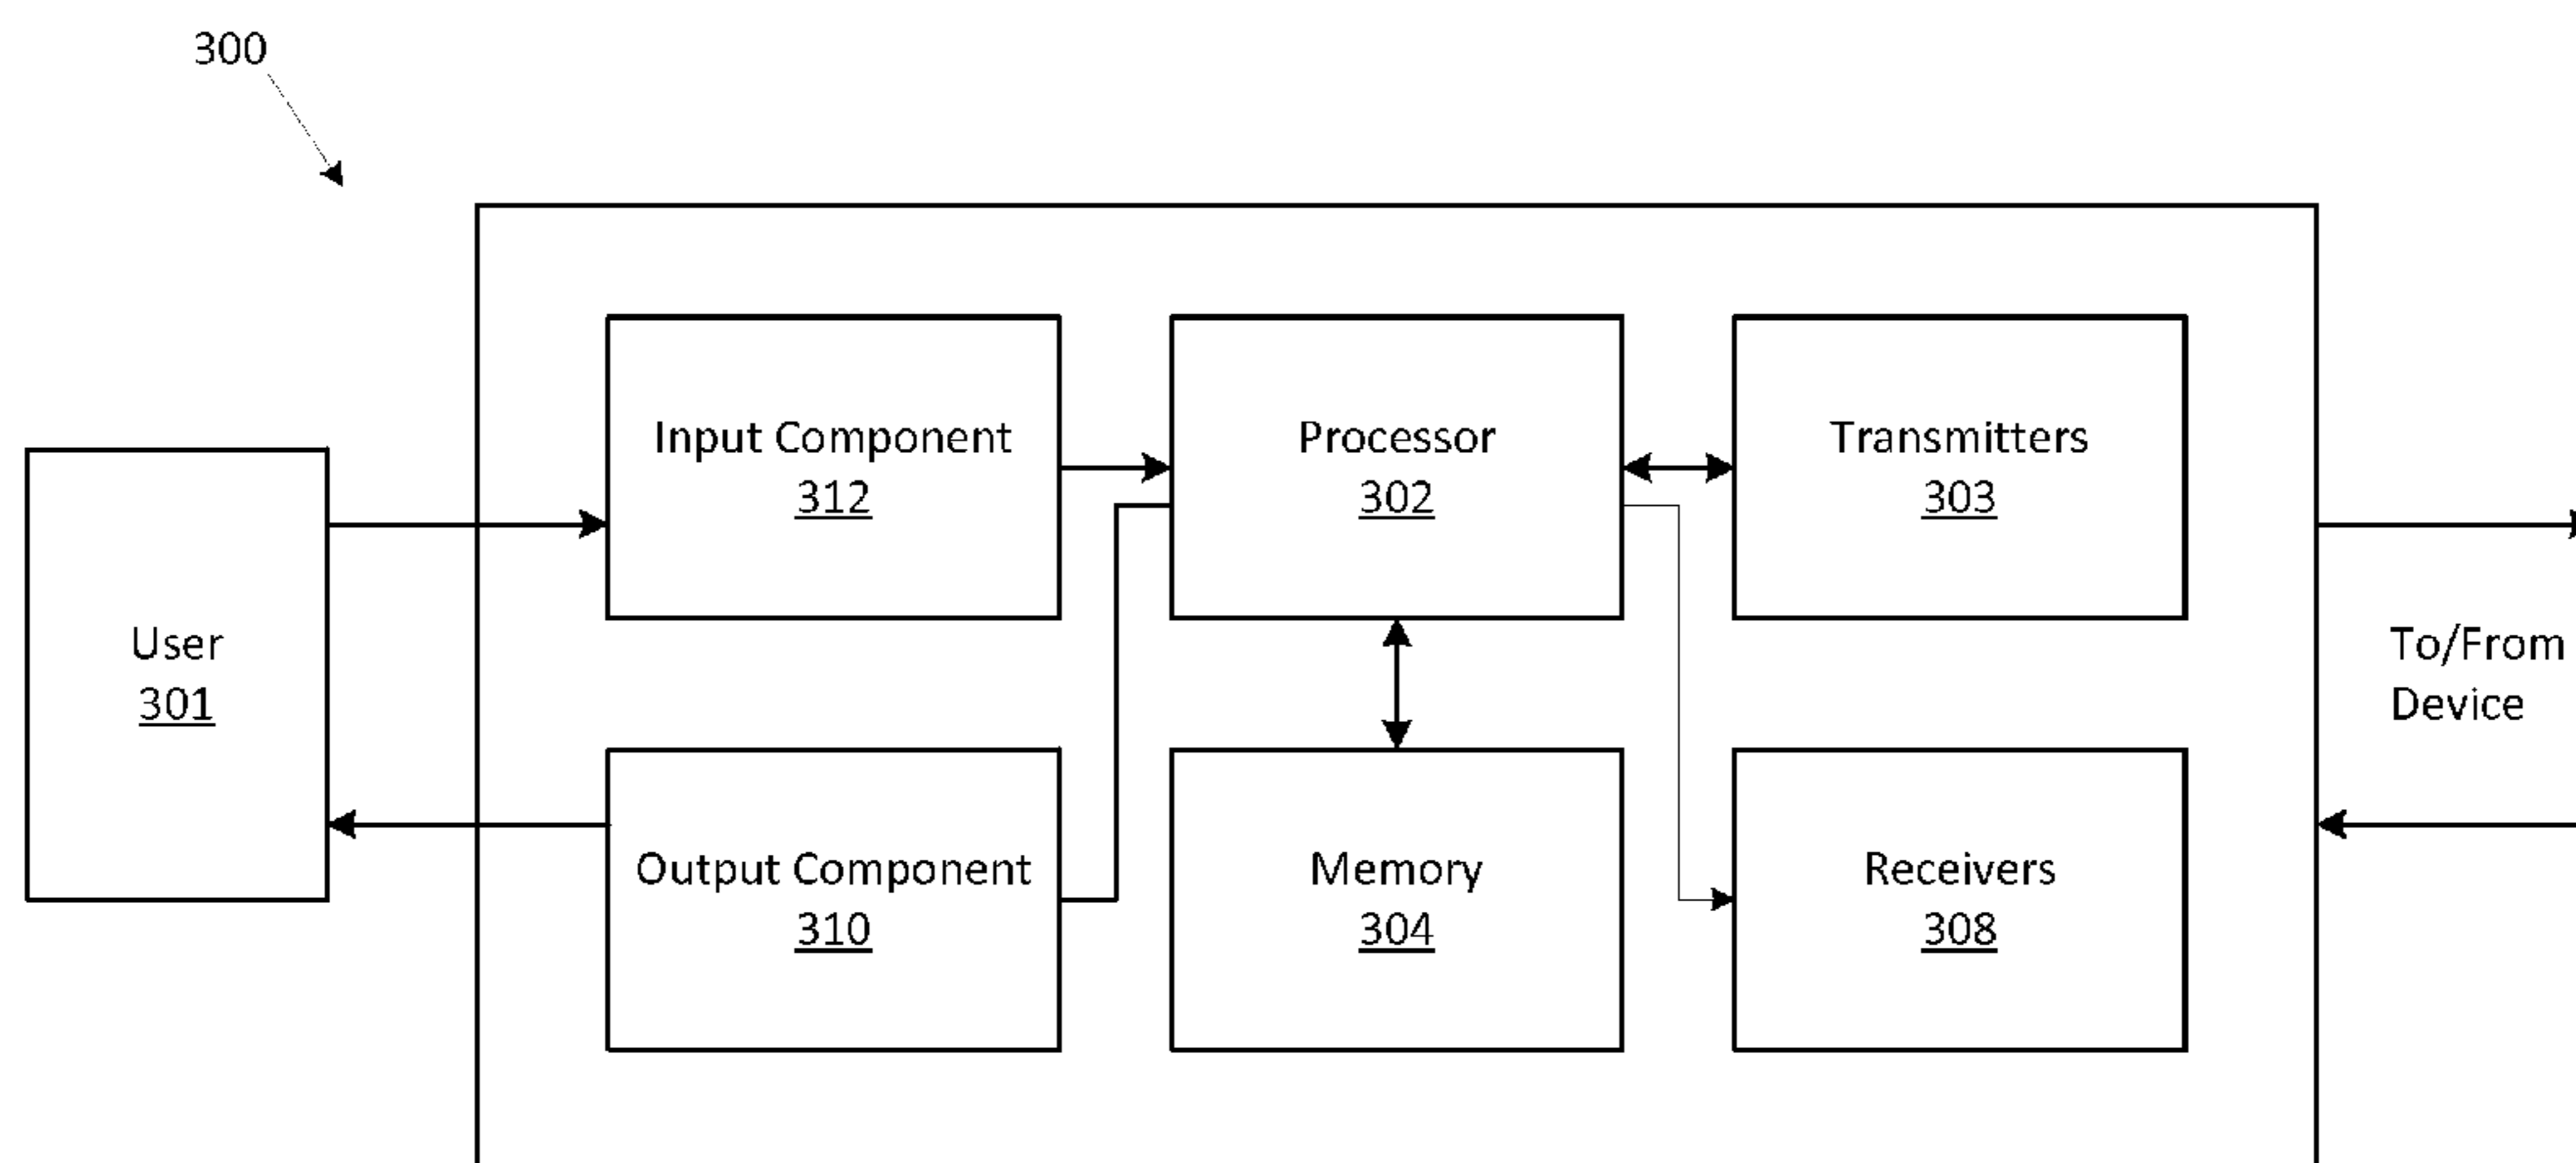 300
Input Component
312
Processor
302
Transmitters
303
User
301
To/From
Device
Output Component
310
Memory
304
Receivers
308